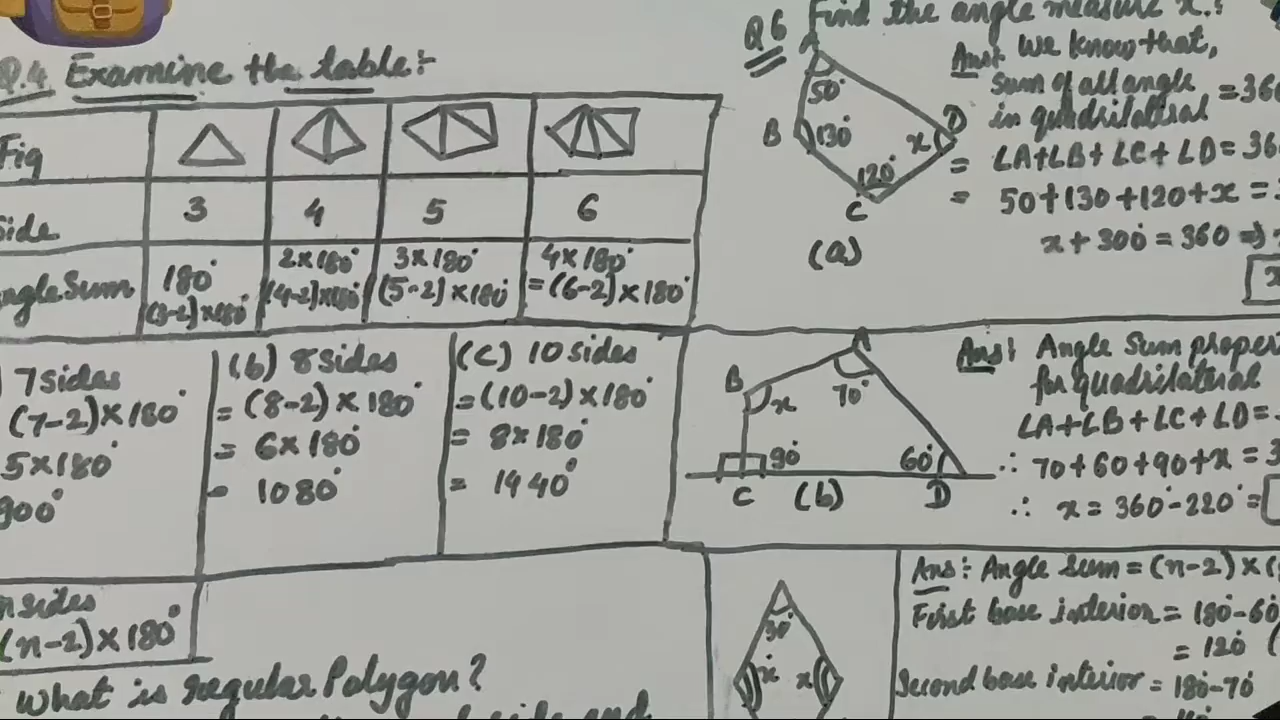 Q.4 Examine the table:-
Fig
Side 3 4 5 6
Angle Sum 180° 2×180° 3×180° 4×180°
(3-2)×180° (4-2)×180° (5-2)×180° =(6-2)×180°
7 sides
(7-2)×180°
5×180°
900°
(b) 8 sides
= (8-2)×180°
= 6×180°
= 1080°
(c) 10 sides
= (10-2)×180°
= 8×180°
= 1440°
n sides
(n-2)×180°
What is regular Polygon?
side and
Q6 Find the angle measure x.:
A
50°
B 130°
x D
120°
C
(a)
Ans: We know that,
Sum of all angle
in quadrilateral = 360
= ∠A+∠B+∠C+∠D = 36
= 50+130+120+x =
x+300° = 360 ⇒
A
B x 70°
90° 60°
C (b) D
Ans: Angle Sum proper
for quadrilateral
∠A+∠B+∠C+∠D =
∴ 70+60+90+x = 3
∴ x = 360°-220° =
30°
x x
Ans:- Angle Sum = (n-2)×(
First base interior = 180-60
= 120° (
Second base interior = 180-70